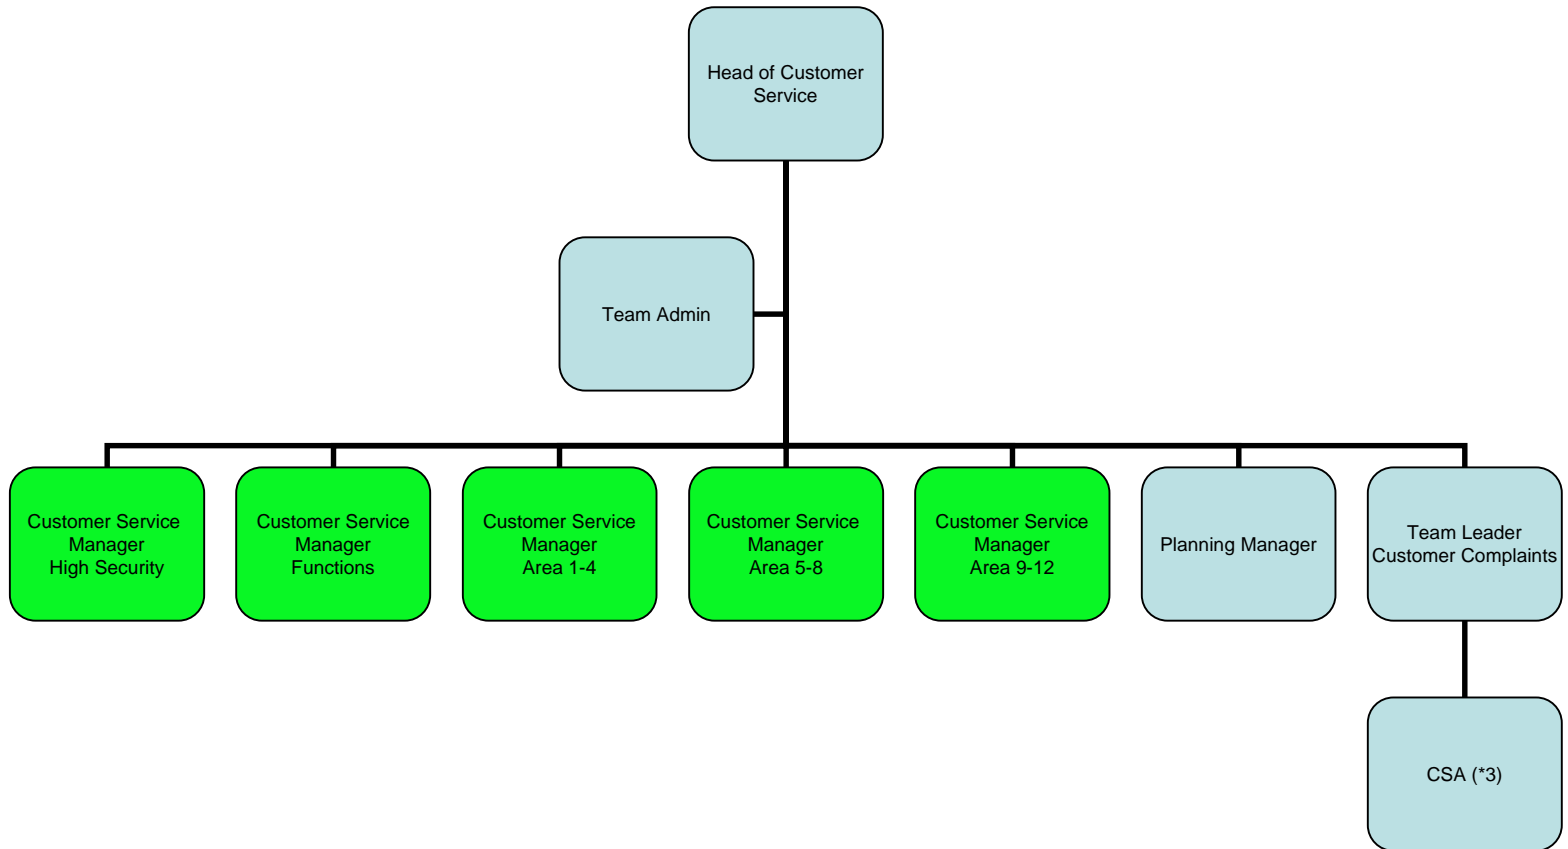 Head of Customer
Service
Team Admin
Customer Service
Manager
High Security
Customer Service
Manager
Functions
Customer Service
Manager
Area 1-4
Customer Service
Manager
Area 5-8
Customer Service
Manager
Area 9-12
Planning Manager
Team Leader
Customer Complaints
CSA (*3)